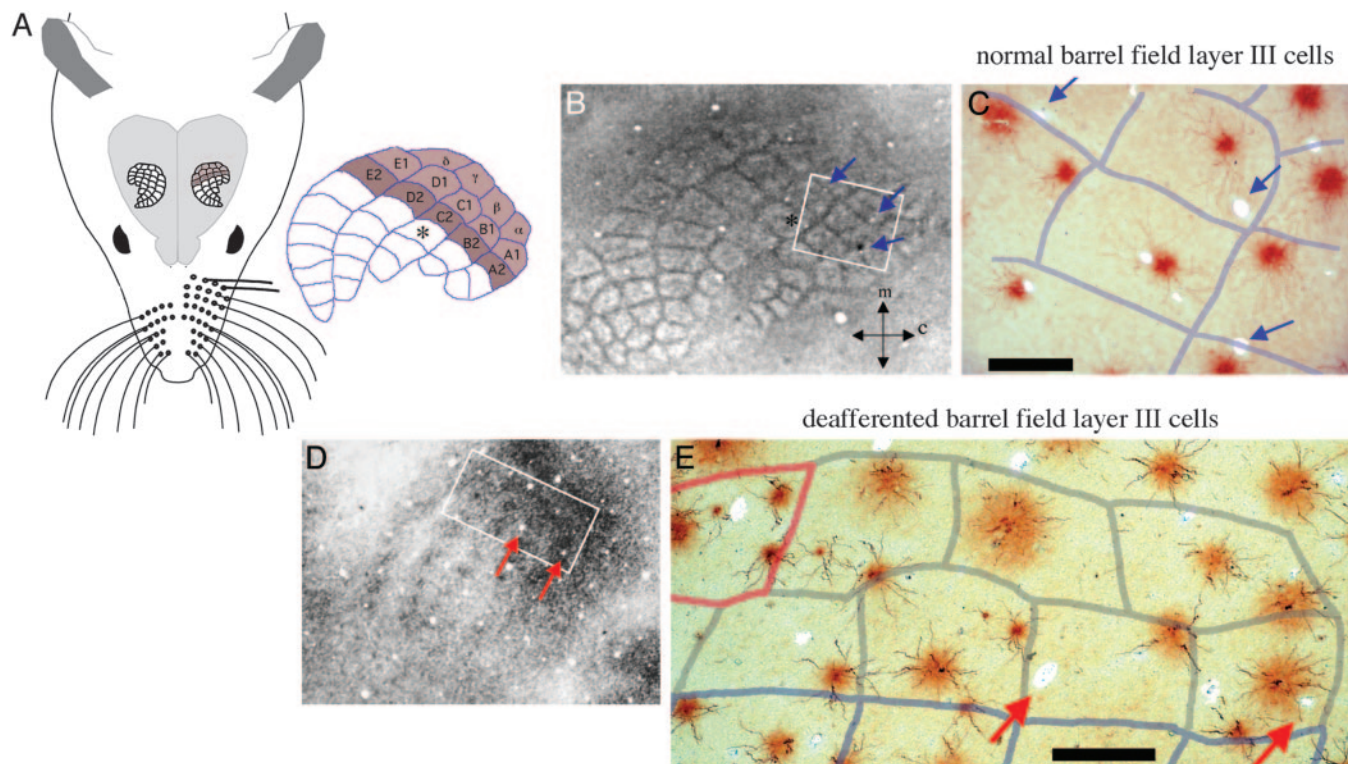 A
E2 E1 δ
D2 D1 γ
C2 C1 β
B2 B1 α
A2 A1
*
B
*
m
c
normal barrel field layer III cells
C
deafferented barrel field layer III cells
D
E